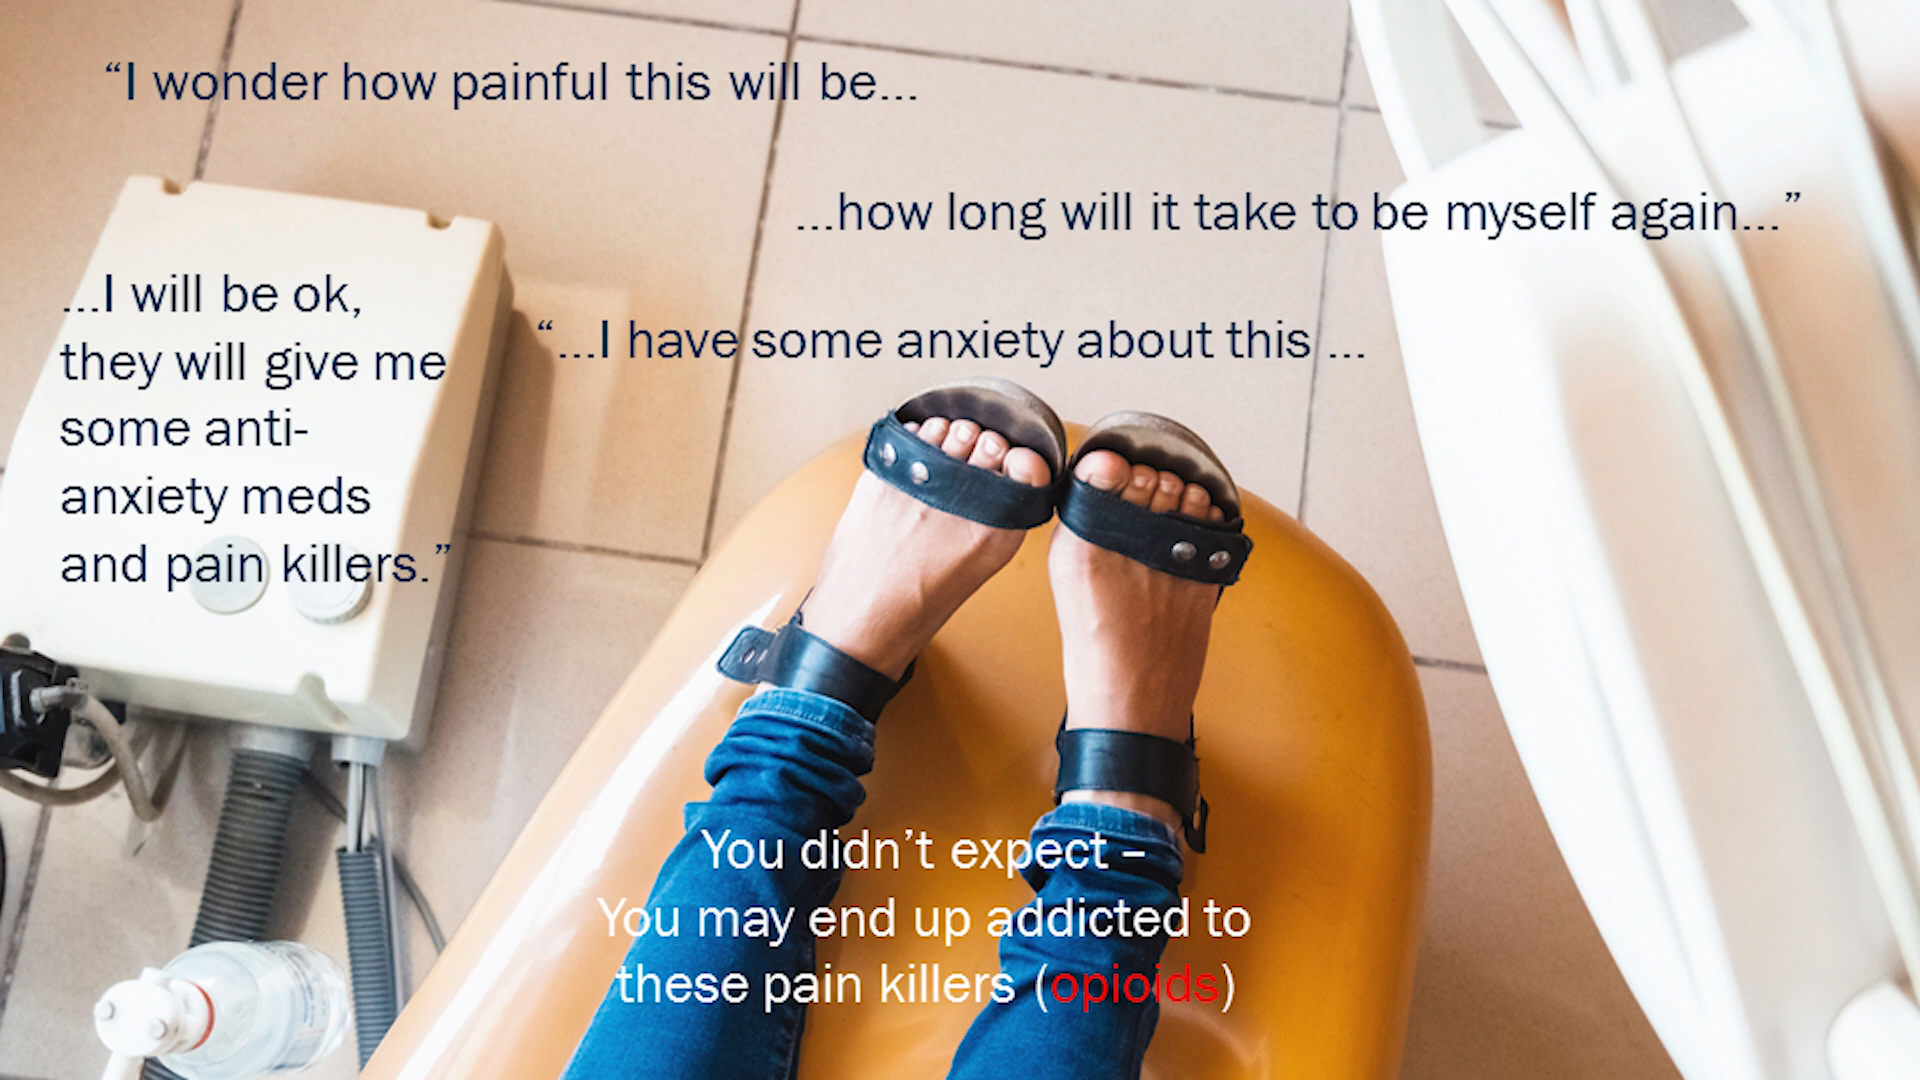 “I wonder how painful this will be...
...how long will it take to be myself again...”
...I will be ok,
they will give me
some anti-
anxiety meds
and pain killers.”
“...I have some anxiety about this ...
You didn’t expect –
You may end up addicted to
these pain killers (opioids)